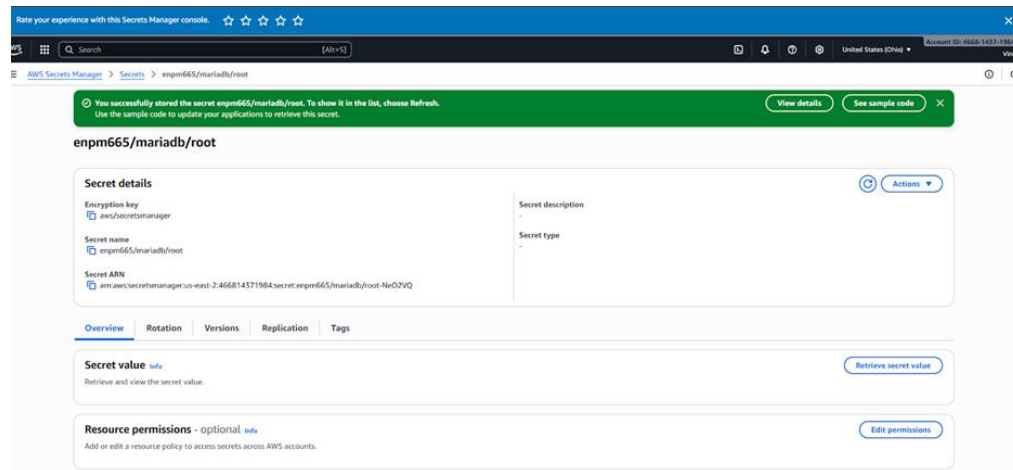 Rate your experience with this Secrets Manager console.
Search [Alt+S] United States (Ohio) Account ID: 4668-1437-1984
AWS Secrets Manager > Secrets > enpm665/mariadb/root
You successfully stored the secret enpm665/mariadb/root. To show it in the list, choose Refresh.
Use the sample code to update your applications to retrieve this secret.
View details See sample code
enpm665/mariadb/root
Secret details Actions
Encryption key
aws/secretsmanager
Secret name
enpm665/mariadb/root
Secret ARN
arn:aws:secretsmanager:us-east-2:466814371984:secret:enpm665/mariadb/root-NeO2VQ
Secret description
-
Secret type
-
Overview Rotation Versions Replication Tags
Secret value Info Retrieve secret value
Retrieve and view the secret value.
Resource permissions - optional Info Edit permissions
Add or edit a resource policy to access secrets across AWS accounts.